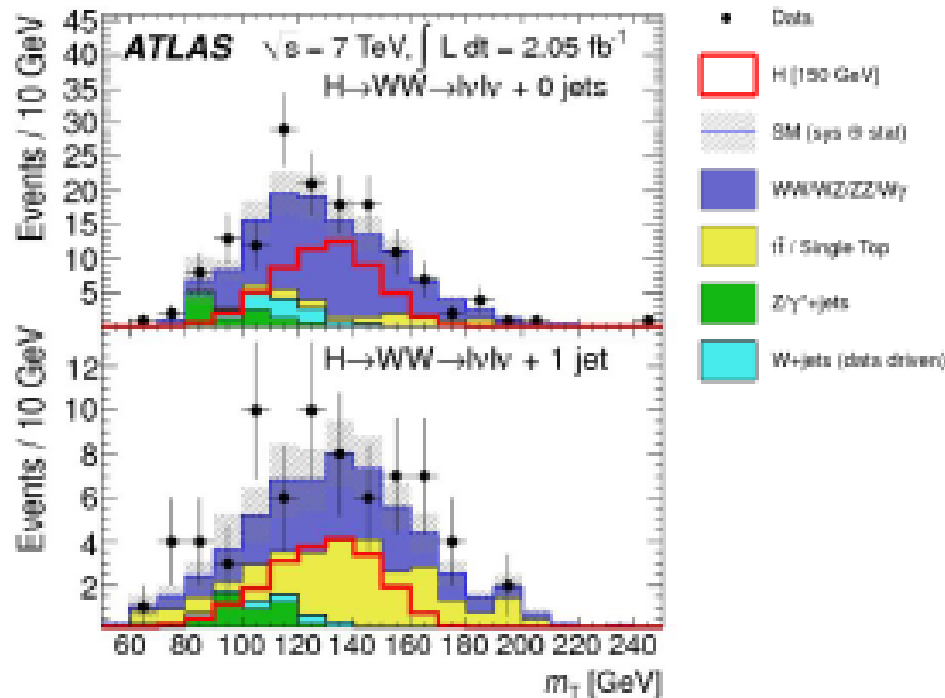 ATLAS √s = 7 TeV, ∫ L dt = 2.05 fb⁻¹
H→WW→lνlν + 0 jets
Events / 10 GeV
45
40
35
30
25
20
15
10
5
H→WW→lνlν + 1 jet
Events / 10 GeV
12
10
8
6
4
2
60 80 100 120 140 160 180 200 220 240
m_T [GeV]
Data
H [150 GeV]
SM (sys ⊕ stat)
WW/WZ/ZZ/Wγ
tt̄ / Single Top
Z/γ*+jets
W+jets (data driven)